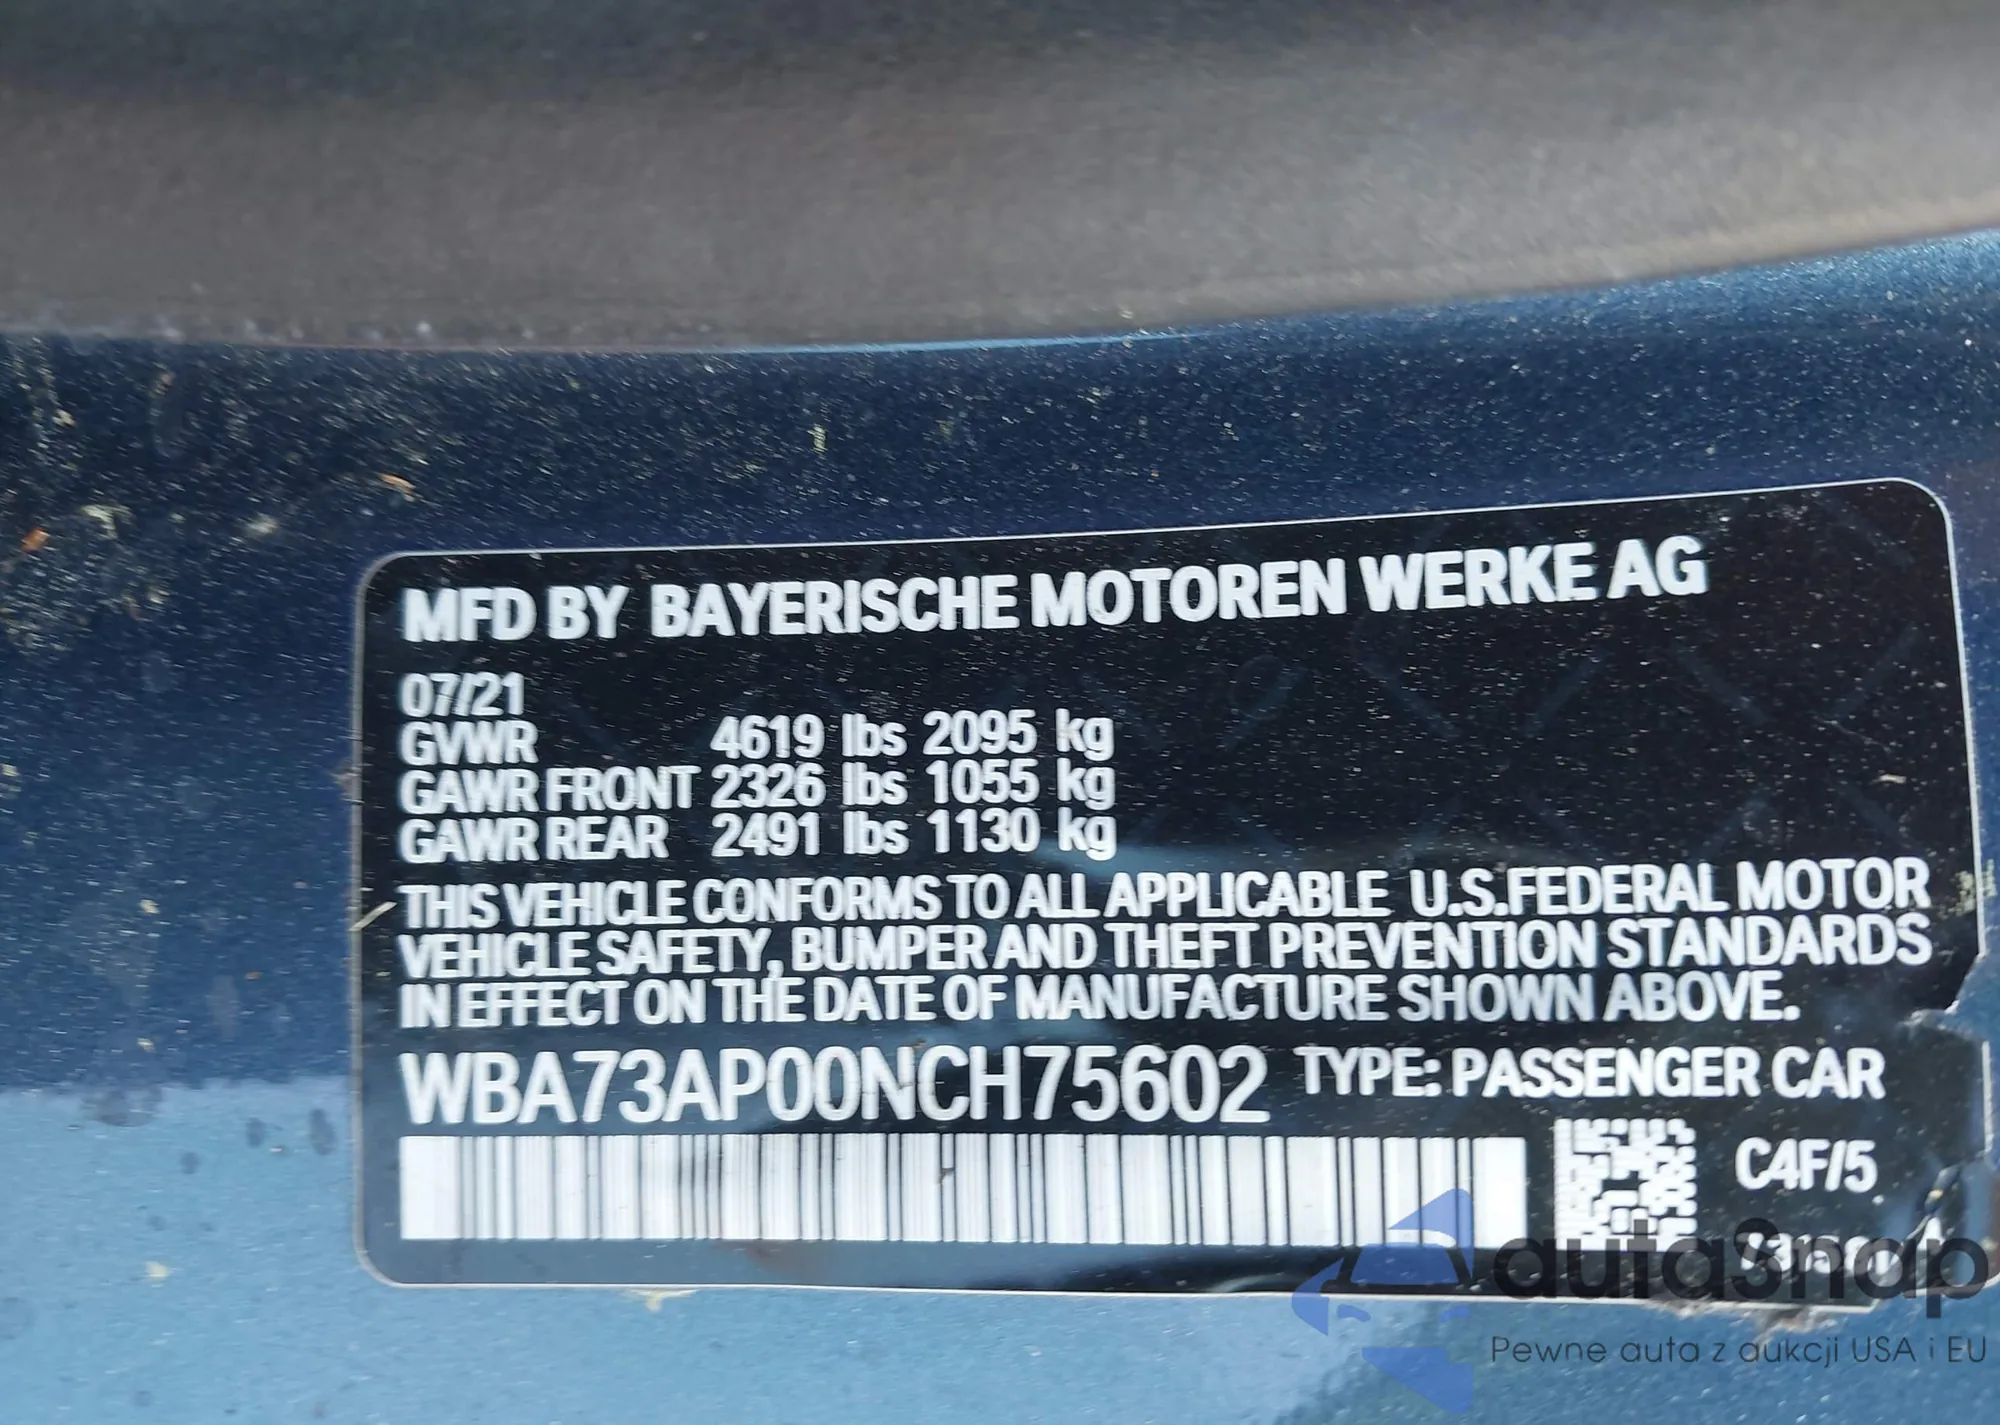 MFD BY BAYERISCHE MOTOREN WERKE AG
07/21
GVWR 4619 lbs 2095 kg
GAWR FRONT 2326 lbs 1055 kg
GAWR REAR 2491 lbs 1130 kg
THIS VEHICLE CONFORMS TO ALL APPLICABLE U.S.FEDERAL MOTOR
VEHICLE SAFETY, BUMPER AND THEFT PREVENTION STANDARDS
IN EFFECT ON THE DATE OF MANUFACTURE SHOWN ABOVE.
WBA73AP00NCH75602 TYPE: PASSENGER CAR
C4F/5
autaSnap
Pewne auta z aukcji USA i EU